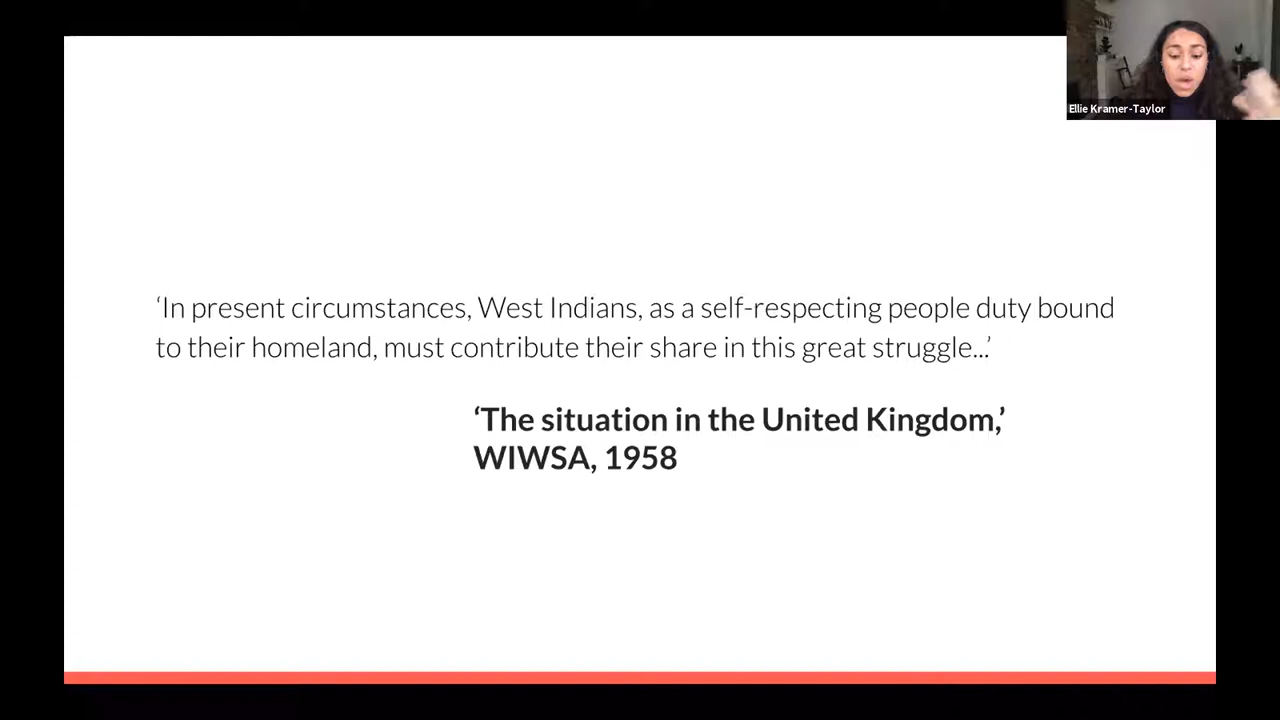 Ellie Kramer-Taylor
‘In present circumstances, West Indians, as a self-respecting people duty bound
to their homeland, must contribute their share in this great struggle...’
‘The situation in the United Kingdom,’
WIWSA, 1958